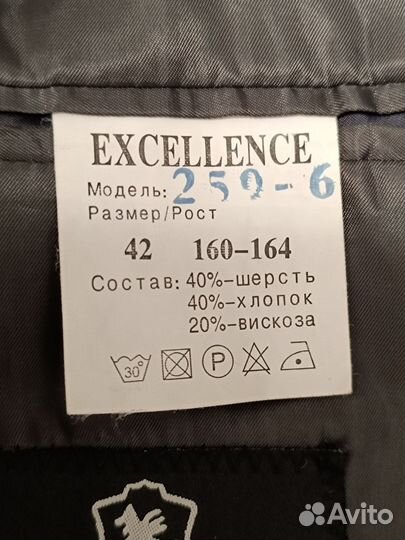 EXCELLENCE
Модель: 259-6
Размер/Рост
42 160-164
Состав: 40%-шерсть
40%-хлопок
20%-вискоза
30°
P
Avito